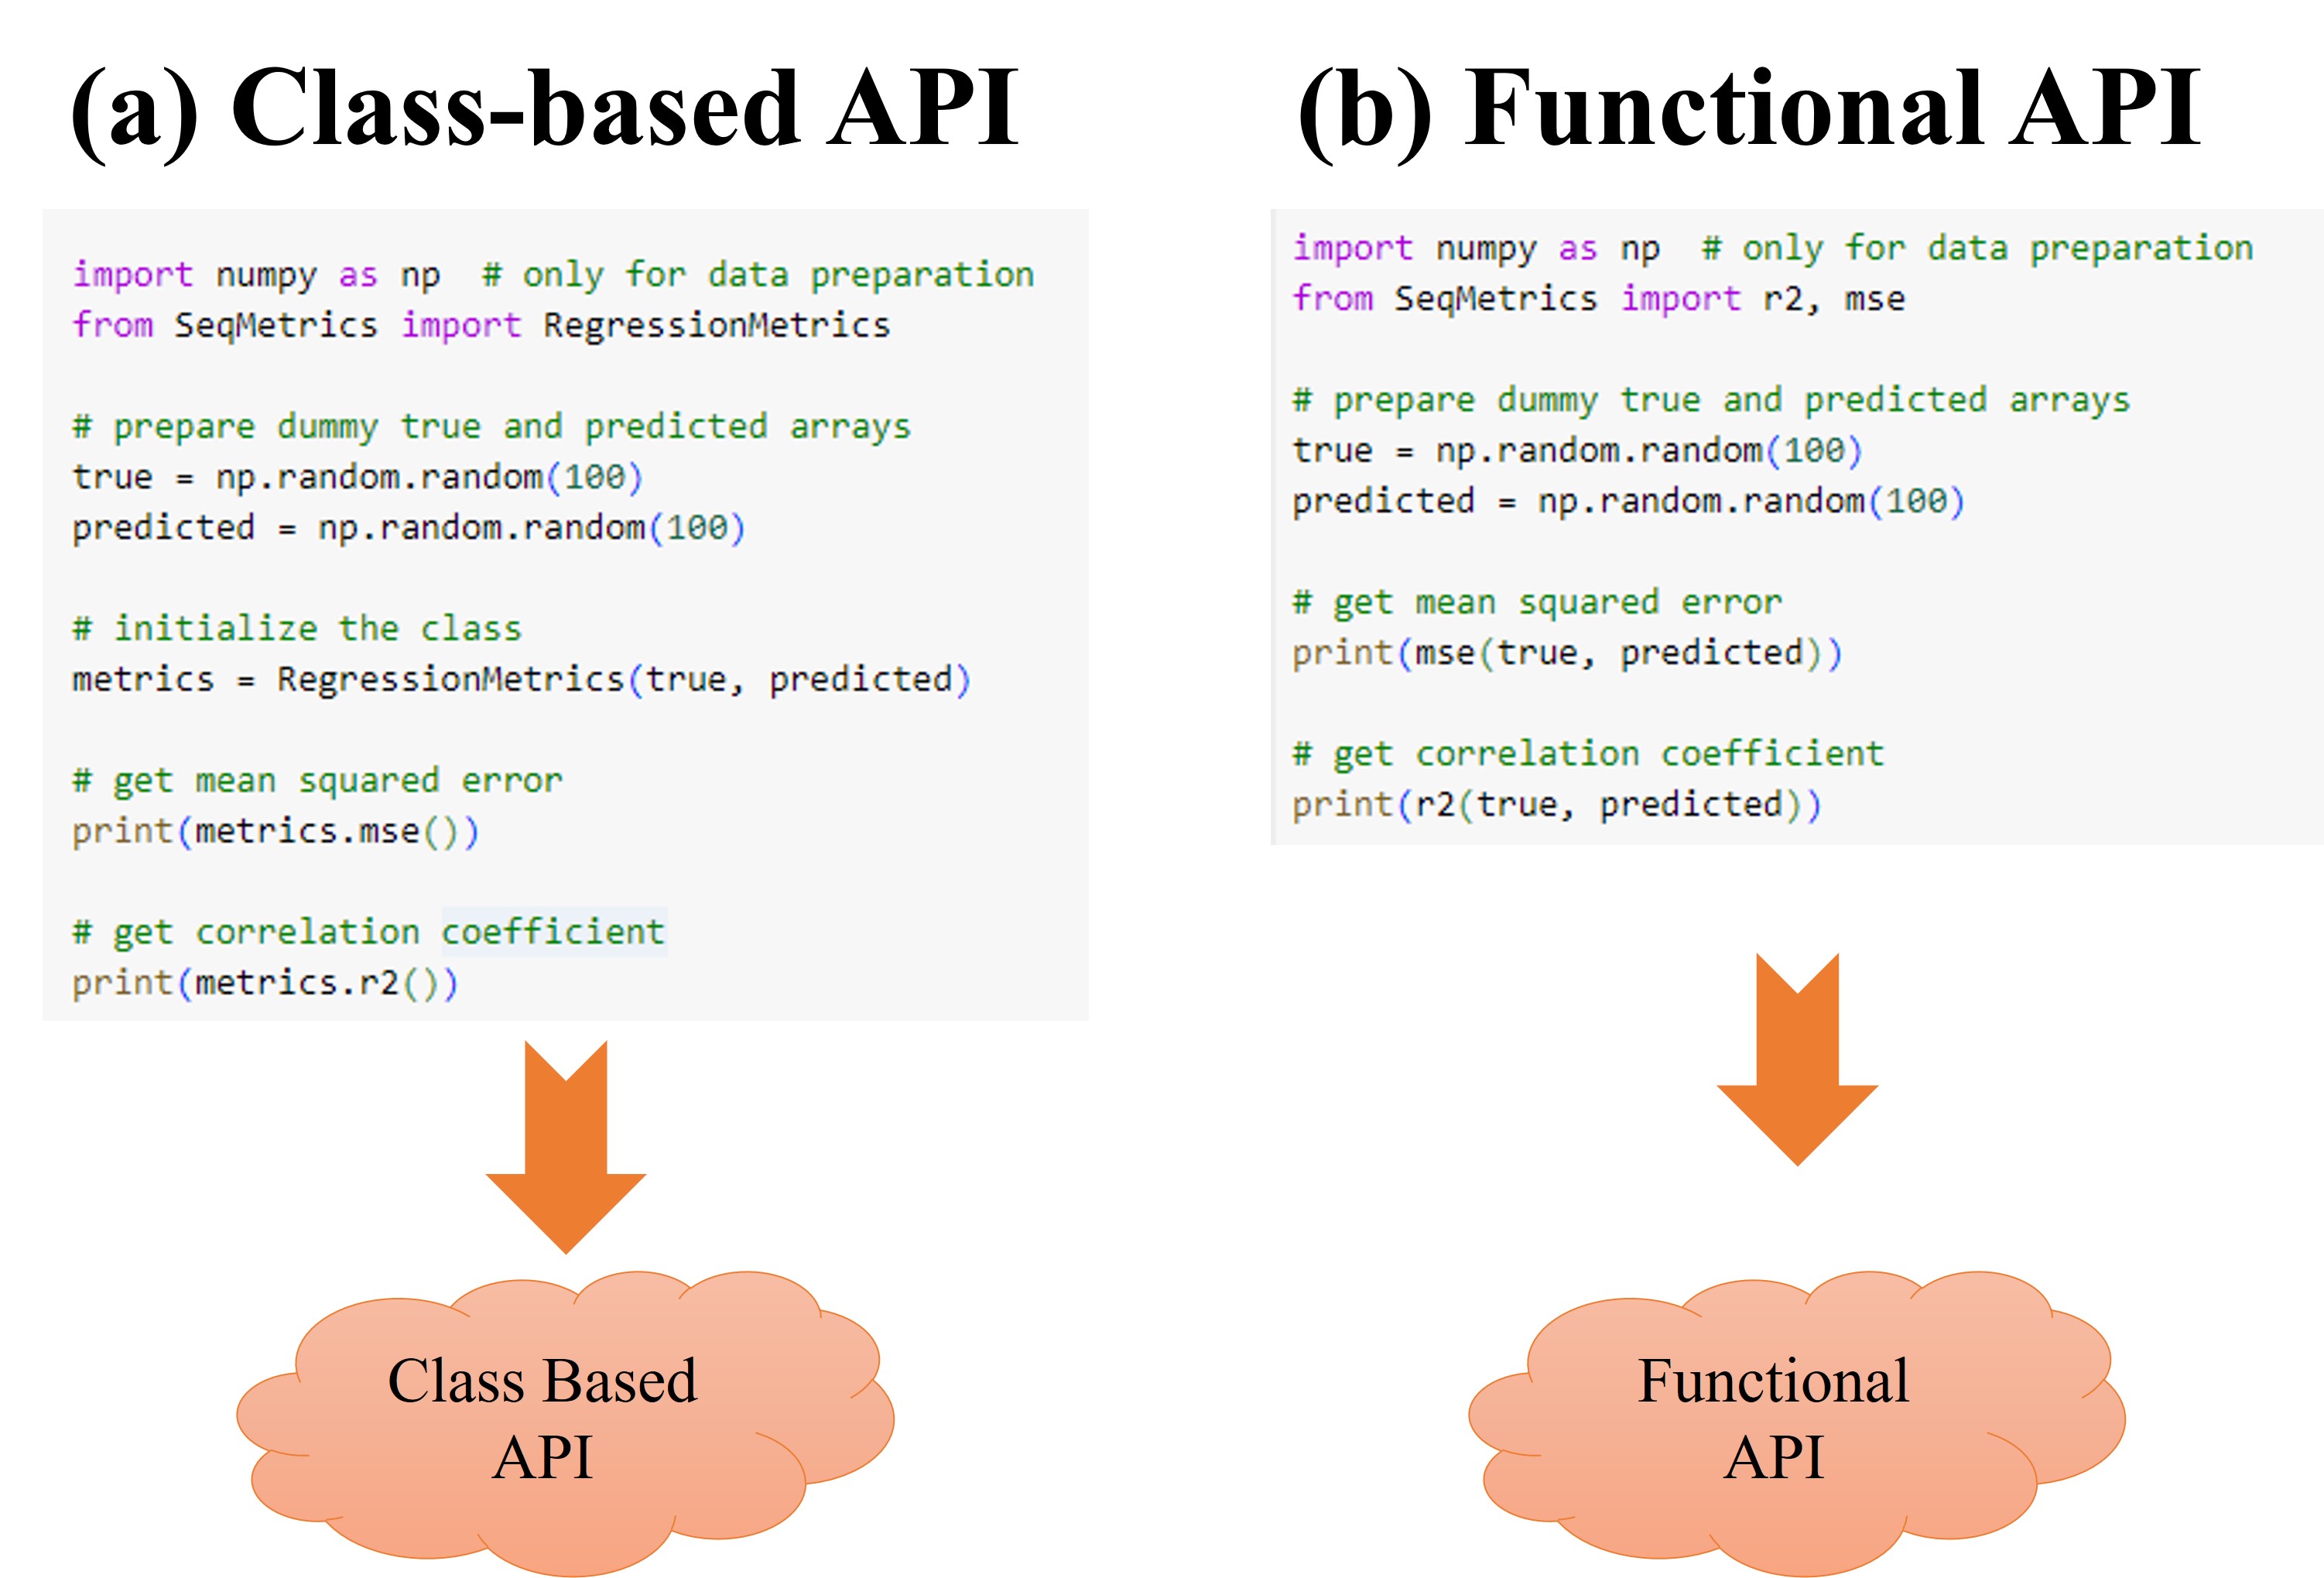 (a) Class-based API
import numpy as np  # only for data preparation
from SeqMetrics import RegressionMetrics
# prepare dummy true and predicted arrays
true = np.random.random(100)
predicted = np.random.random(100)
# initialize the class
metrics = RegressionMetrics(true, predicted)
# get mean squared error
print(metrics.mse())
# get correlation coefficient
print(metrics.r2())
Class Based
API
(b) Functional API
import numpy as np  # only for data preparation
from SeqMetrics import r2, mse
# prepare dummy true and predicted arrays
true = np.random.random(100)
predicted = np.random.random(100)
# get mean squared error
print(mse(true, predicted))
# get correlation coefficient
print(r2(true, predicted))
Functional
API